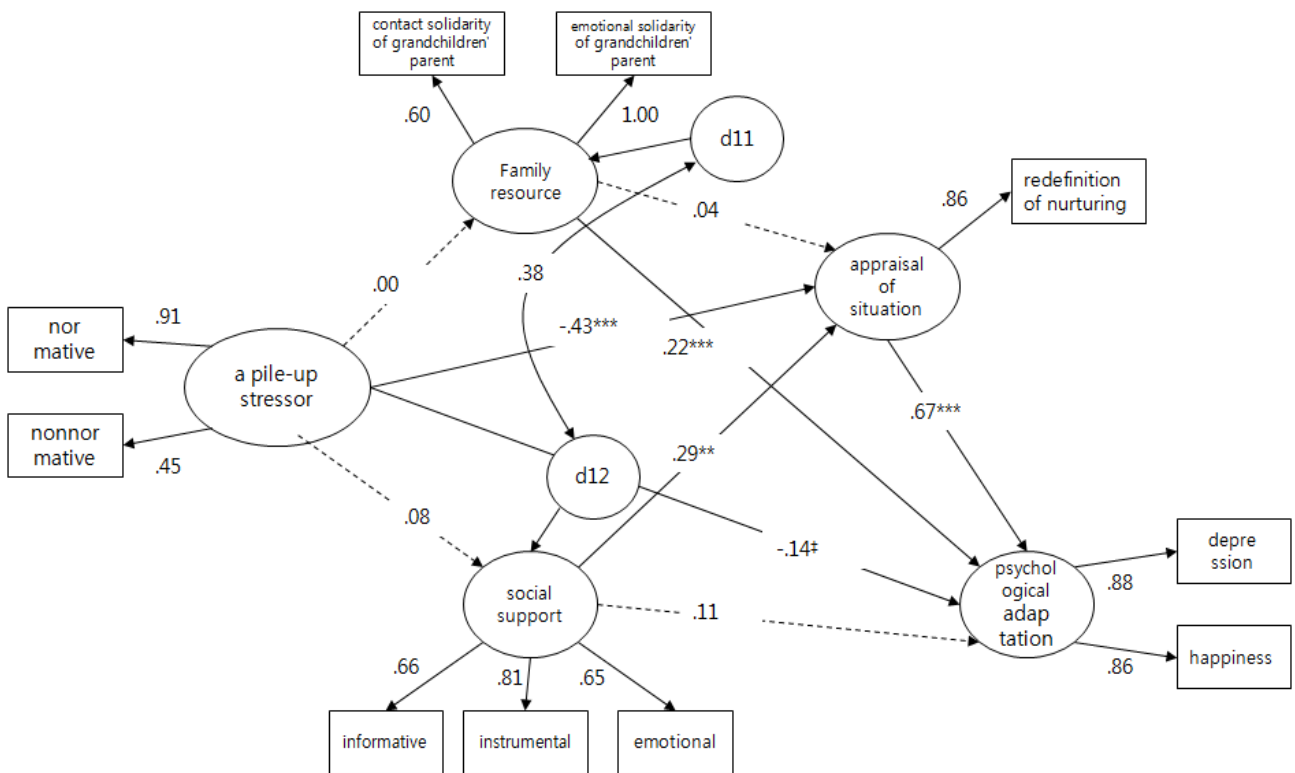 contact solidarity
of grandchildren'
parent
emotional solidarity
of grandchildren'
parent
.60
1.00
d11
Family
resource
redefinition
of nurturing
.86
.04
appraisal
of
situation
.38
.00
-.43***
.22***
.91
nor
mative
a pile-up
stressor
nonnor
mative
.45
.67***
.29**
d12
.08
-.14‡
depre
ssion
.88
psychol
ogical
adap
tation
social
support
.11
.86
happiness
.66
.81
.65
informative
instrumental
emotional